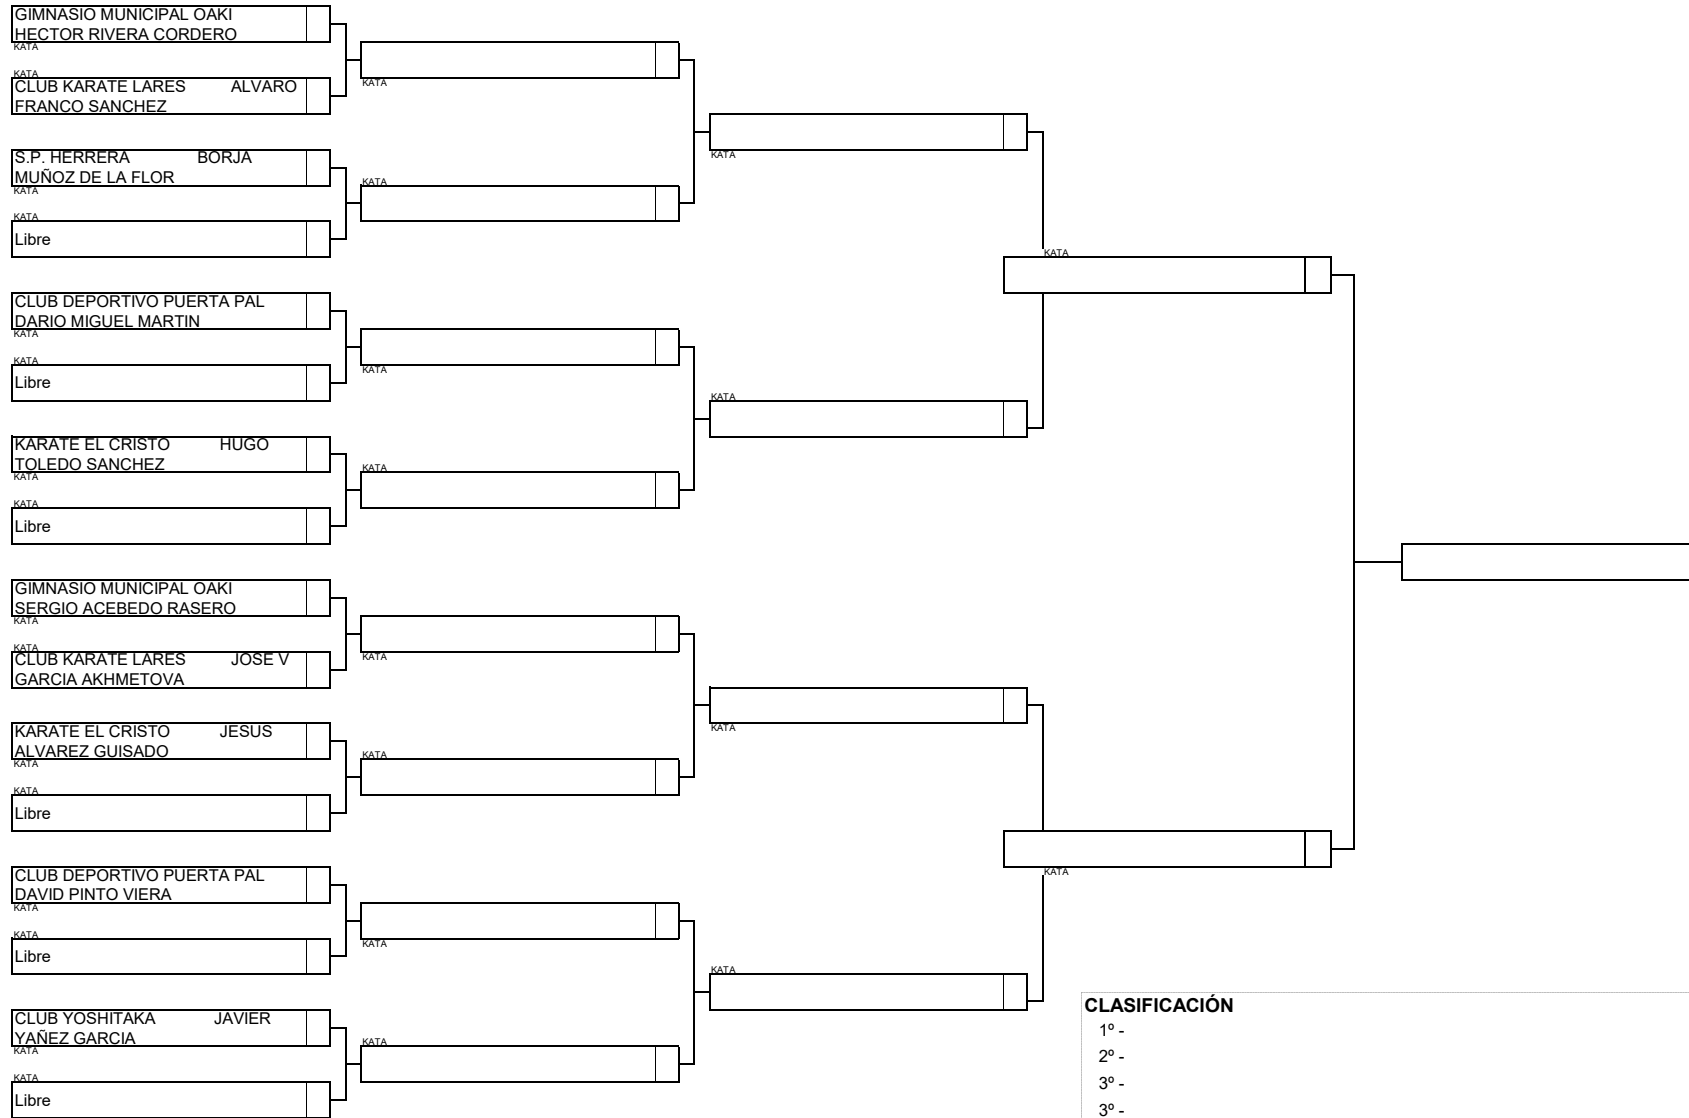 GIMNASIO MUNICIPAL OAKI
HECTOR RIVERA CORDERO
KATA
KATA
CLUB KARATE LARES ALVARO
FRANCO SANCHEZ
S.P. HERRERA BORJA
MUÑOZ DE LA FLOR
KATA
KATA
Libre
CLUB DEPORTIVO PUERTA PAL
DARIO MIGUEL MARTIN
KATA
KATA
Libre
KARATE EL CRISTO HUGO
TOLEDO SANCHEZ
KATA
KATA
Libre
GIMNASIO MUNICIPAL OAKI
SERGIO ACEBEDO RASERO
KATA
KATA
CLUB KARATE LARES JOSE V
GARCIA AKHMETOVA
KARATE EL CRISTO JESUS
ALVAREZ GUISADO
KATA
KATA
Libre
CLUB DEPORTIVO PUERTA PAL
DAVID PINTO VIERA
KATA
KATA
Libre
CLUB YOSHITAKA JAVIER
YAÑEZ GARCIA
KATA
KATA
Libre
KATA
KATA
KATA
KATA
KATA
KATA
KATA
KATA
KATA
KATA
KATA
KATA
KATA
KATA
CLASIFICACIÓN
1º -
2º -
3º -
3º -